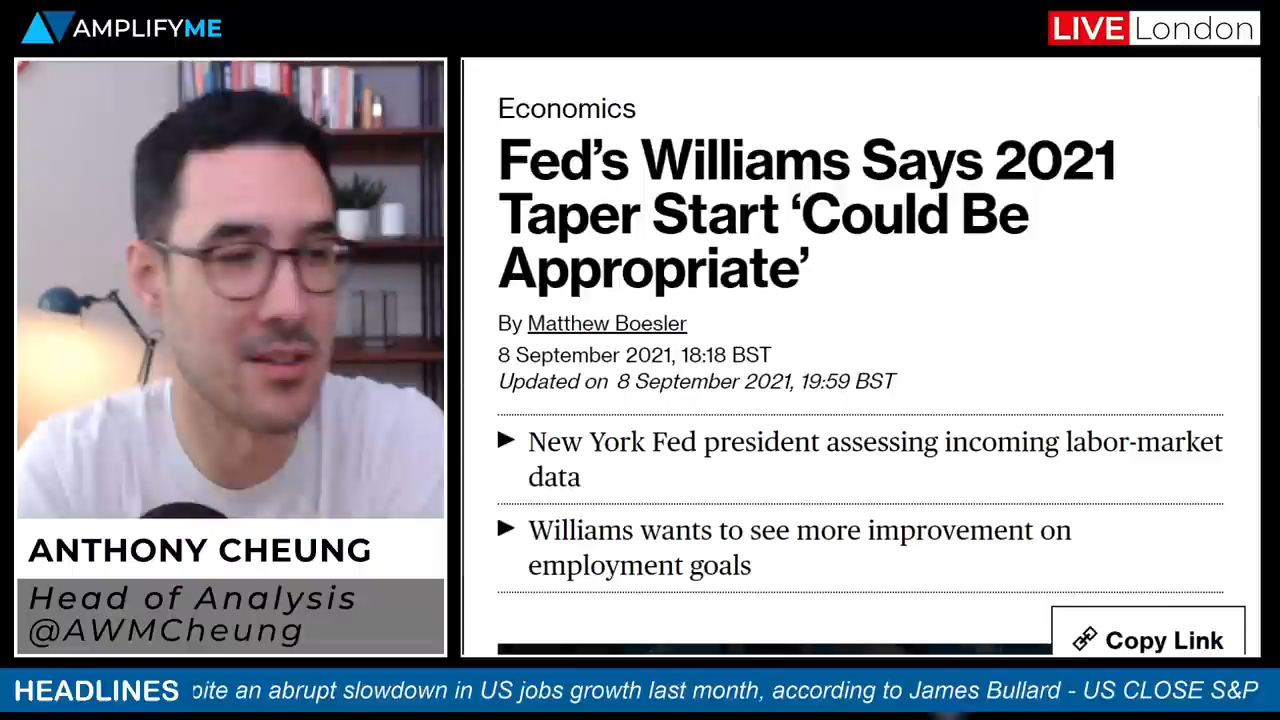 AMPLIFYME
LIVE London
Economics
Fed’s Williams Says 2021
Taper Start ‘Could Be
Appropriate’
By Matthew Boesler
8 September 2021, 18:18 BST
Updated on 8 September 2021, 19:59 BST
New York Fed president assessing incoming labor-market
data
Williams wants to see more improvement on
employment goals
Copy Link
ANTHONY CHEUNG
Head of Analysis
@AWMCheung
HEADLINES an abrupt slowdown in US jobs growth last month, according to James Bullard - US CLOSE S&P